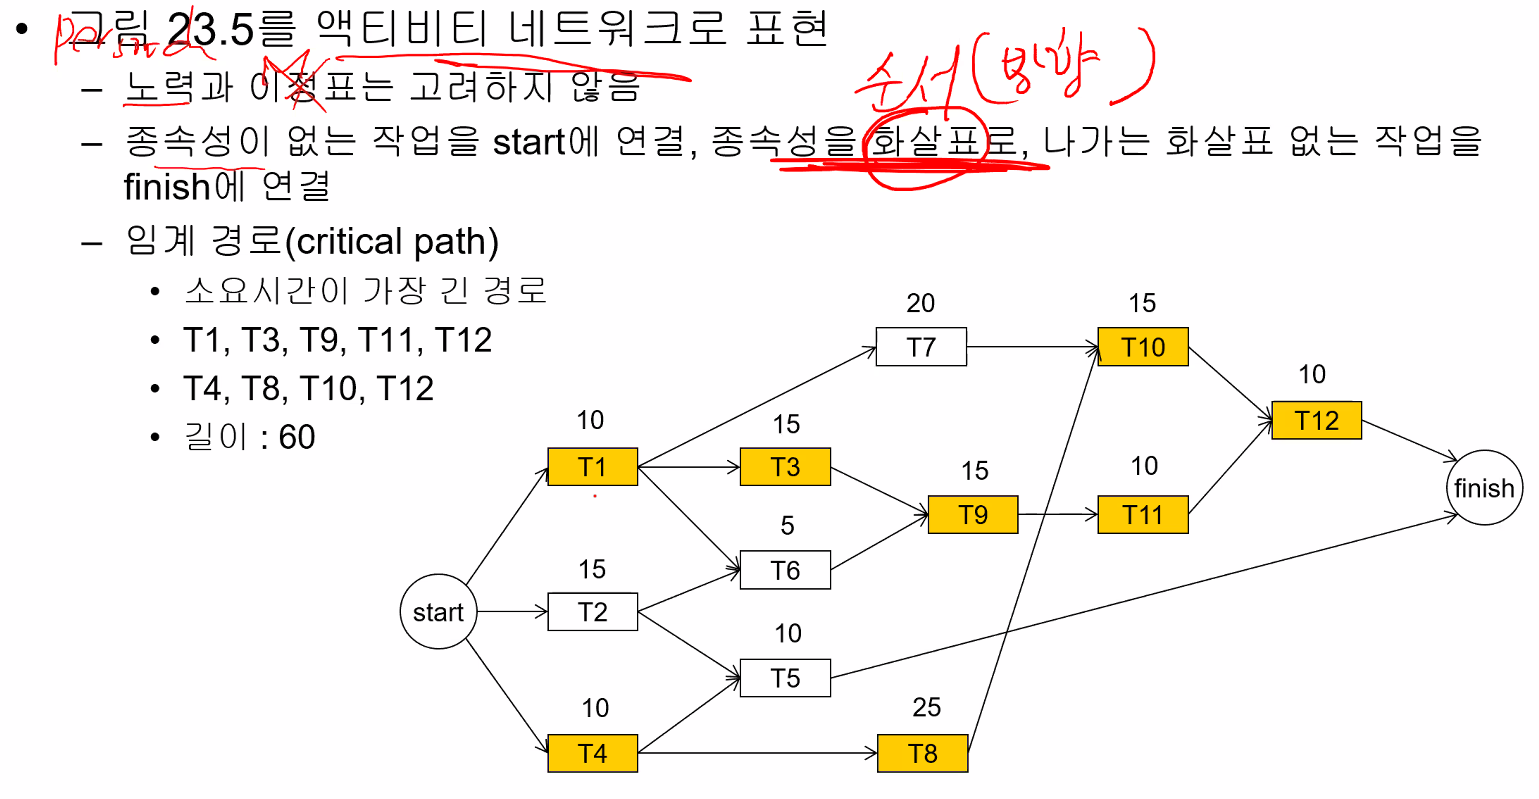 • 그림 23.5를 액티비티 네트워크로 표현
– 노력과 이정표는 고려하지 않음
순서(방향)
– 종속성이 없는 작업을 start에 연결, 종속성을 화살표로, 나가는 화살표 없는 작업을
finish에 연결
– 임계 경로(critical path)
• 소요시간이 가장 긴 경로
• T1, T3, T9, T11, T12
• T4, T8, T10, T12
• 길이 : 60
20
T7
15
T10
10
T12
10
T1
15
T3
15
T9
10
T11
finish
5
T6
start
15
T2
10
T5
10
T4
25
T8